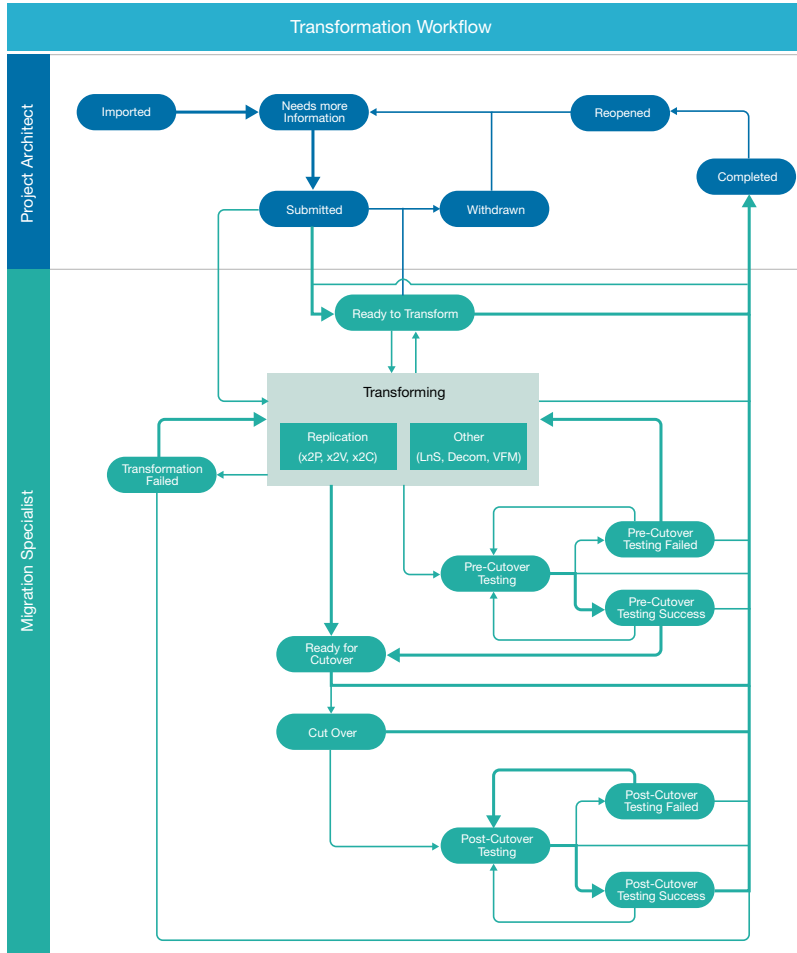 Transformation Workflow
Project Architect
Imported
Needs more
Information
Reopened
Completed
Submitted
Withdrawn
Migration Specialist
Ready to Transform
Transforming
Replication
(x2P, x2V, x2C)
Other
(LnS, Decom, VFM)
Transformation
Failed
Pre-Cutover
Testing Failed
Pre-Cutover
Testing
Pre-Cutover
Testing Success
Ready for
Cutover
Cut Over
Post-Cutover
Testing Failed
Post-Cutover
Testing
Post-Cutover
Testing Success